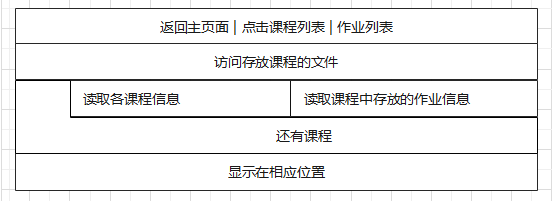 返回主页面 | 点击课程列表 | 作业列表
访问存放课程的文件
读取各课程信息
读取课程中存放的作业信息
还有课程
显示在相应位置